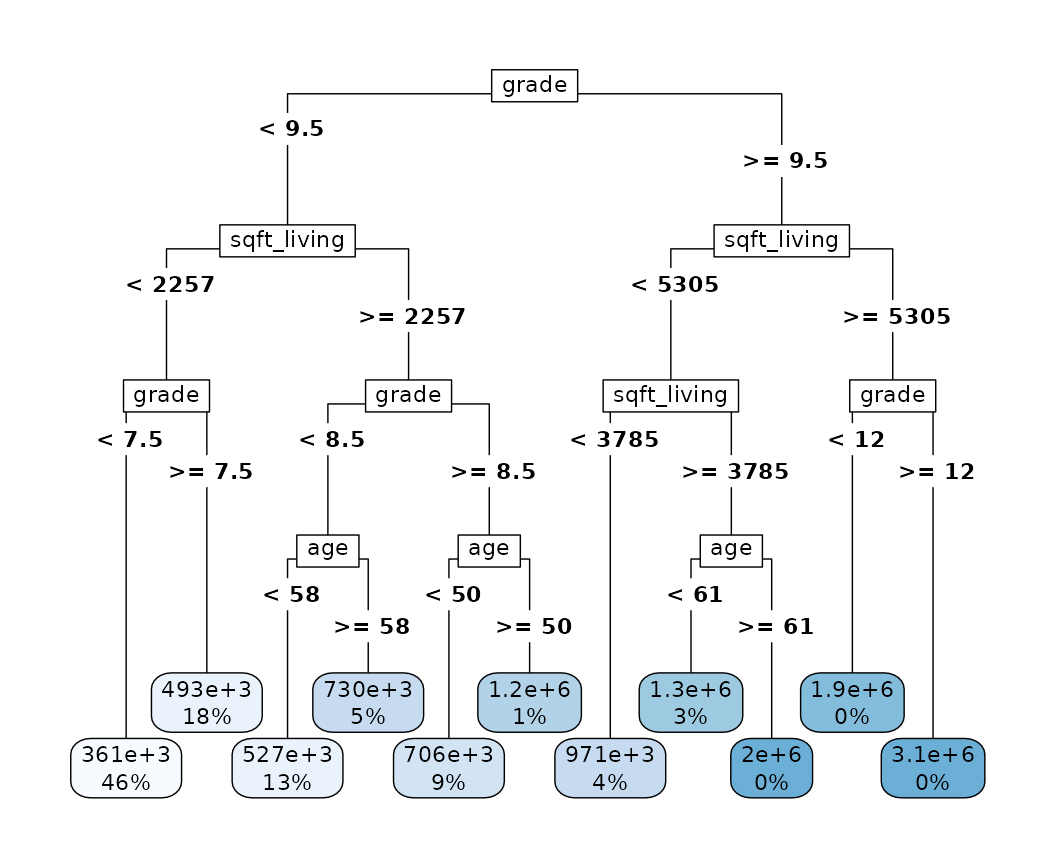 grade
< 9.5
>= 9.5
sqft_living
sqft_living
< 2257
< 5305
>= 2257
>= 5305
grade
grade
sqft_living
grade
< 7.5
< 8.5
< 3785
< 12
>= 7.5
>= 8.5
>= 3785
>= 12
age
age
age
< 58
< 50
< 61
>= 58
>= 50
>= 61
493e+3
18%
730e+3
5%
1.2e+6
1%
1.3e+6
3%
1.9e+6
0%
361e+3
46%
527e+3
13%
706e+3
9%
971e+3
4%
2e+6
0%
3.1e+6
0%